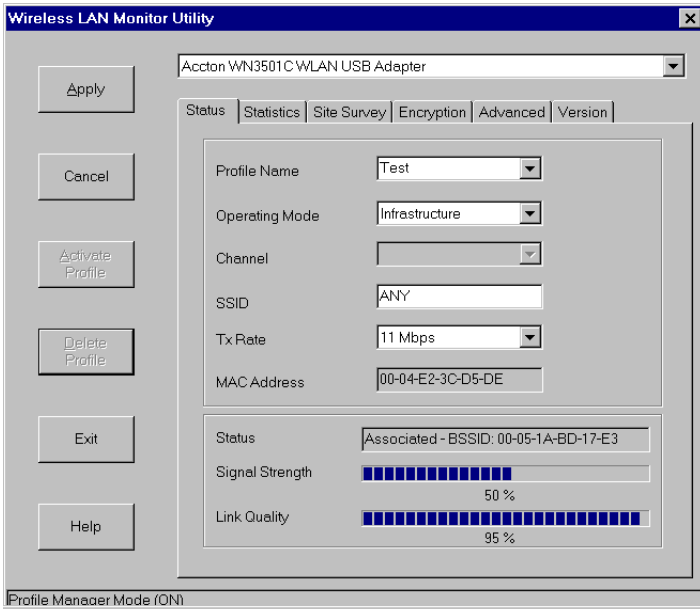 Wireless LAN Monitor Utility
Accton WN3501C WLAN USB Adapter
Apply
Cancel
Activate
Profile
Delete
Profile
Exit
Help
Status Statistics Site Survey Encryption Advanced Version
Profile Name Test
Operating Mode Infrastructure
Channel
SSID ANY
Tx Rate 11 Mbps
MAC Address 00-04-E2-3C-D5-DE
Status Associated - BSSID: 00-05-1A-BD-17-E3
Signal Strength
50 %
Link Quality
95 %
Profile Manager Mode (ON)